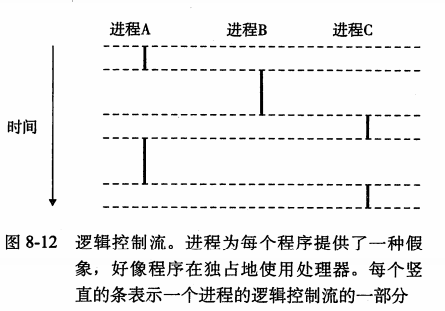 进程A 进程B 进程C
时间
图 8-12 逻辑控制流。进程为每个程序提供了一种假
象，好像程序在独占地使用处理器。每个竖
直的条表示一个进程的逻辑控制流的一部分